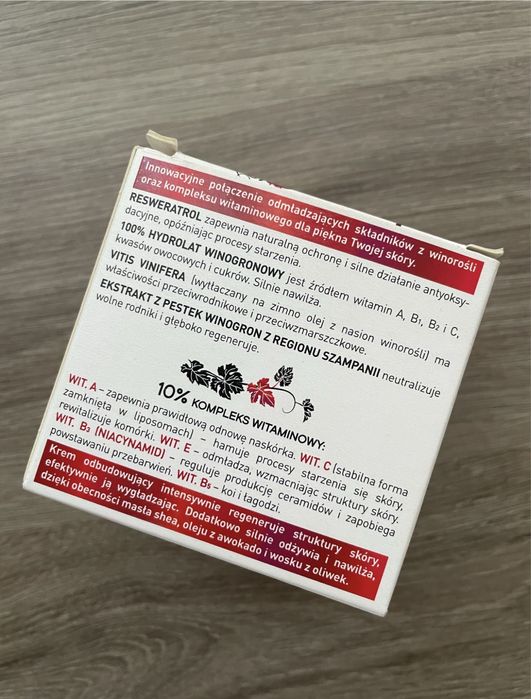 Innowacyjne połączenie odmładzających składników z winorośli
oraz kompleksu witaminowego dla piękna Twojej skóry.
RESWERATROL zapewnia naturalną ochronę i silne działanie antyoksy-
dacyjne, opóźniając procesy starzenia.
100% HYDROLAT WINOGRONOWY jest źródłem witamin A, B1, B2 i C,
kwasów owocowych i cukrów. Silnie nawilża.
VITIS VINIFERA (wytłaczany na zimno olej z nasion winorośli) ma
właściwości przeciwrodnikowe i przeciwzmarszczkowe.
EKSTRAKT Z PESTEK WINOGRON Z REGIONU SZAMPANII neutralizuje
wolne rodniki i głęboko regeneruje.
10% KOMPLEKS WITAMINOWY:
WIT. A – zapewnia prawidłową odnowę naskórka. WIT. C (stabilna forma
zamknięta w liposomach) – hamuje procesy starzenia się skóry,
rewitalizuje komórki. WIT. E – odmładza, wzmacniając struktury skóry.
WIT. B3 (NIACYNAMID) – reguluje produkcję ceramidów i zapobiega
powstawaniu przebarwień. WIT. B5 – koi i łagodzi.
Krem odbudowujący intensywnie regeneruje struktury skóry,
efektywnie ją wygładzając. Dodatkowo silnie odżywia i nawilża,
dzięki obecności masła shea, oleju z awokado i wosku z oliwek.